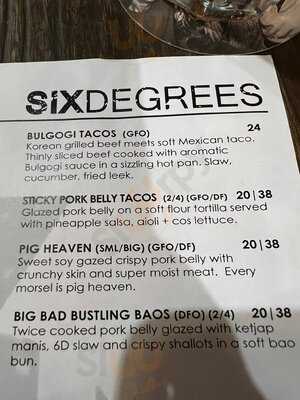 SiXDEGREES
BULGOGI TACOS (GFO) 24
Korean grilled beef meets soft Mexican taco.
Thinly sliced beef cooked with aromatic
Bulgogi sauce in a sizzling hot pan. Slaw,
cucumber, fried leek.
STICKY PORK BELLY TACOS (2/4) (GFO/DF) 20|38
Glazed pork belly on a soft flour tortilla served
with pineapple salsa, aioli + cos lettuce.
PIG HEAVEN (SML/BIG) (GFO/DF) 20|38
Sweet soy gazed crispy pork belly with
crunchy skin and super moist meat. Every
morsel is pig heaven.
BIG BAD BUSTLING BAOS (DFO) (2/4) 20|38
Twice cooked pork belly glazed with ketjap
manis, 6D slaw and crispy shallots in a soft bao
bun.